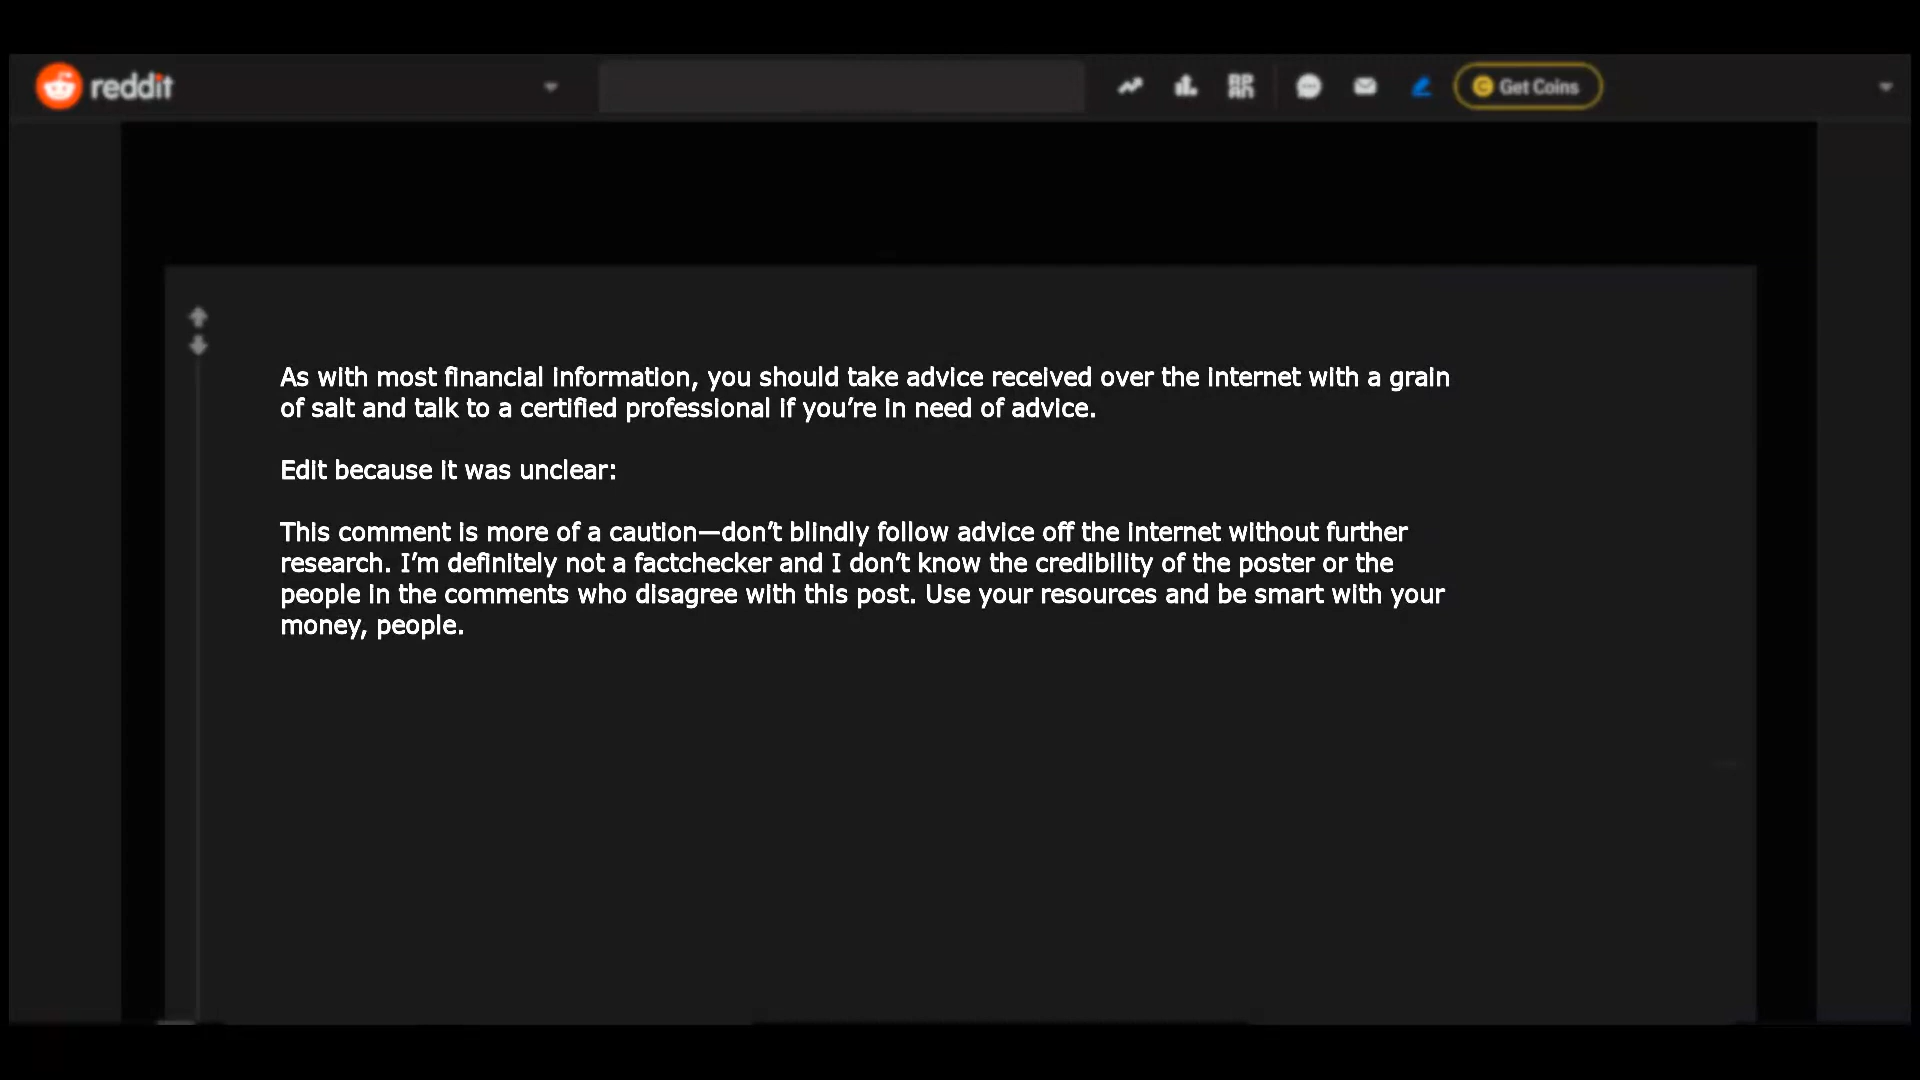 reddit
Get Coins
As with most financial information, you should take advice received over the internet with a grain
of salt and talk to a certified professional if you’re in need of advice.
Edit because it was unclear:
This comment is more of a caution—don’t blindly follow advice off the internet without further
research. I’m definitely not a factchecker and I don’t know the credibility of the poster or the
people in the comments who disagree with this post. Use your resources and be smart with your
money, people.